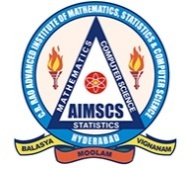 C.R RAO ADVANCED INSTITUTE OF MATHEMATICS, STATISTICS & COMPUTER SCIENCE
MATHEMATICS
COMPUTER SCIENCE
AIMSCS
STATISTICS
HYDERABAD
BALASYA
MOOLAM
VIGNANAM